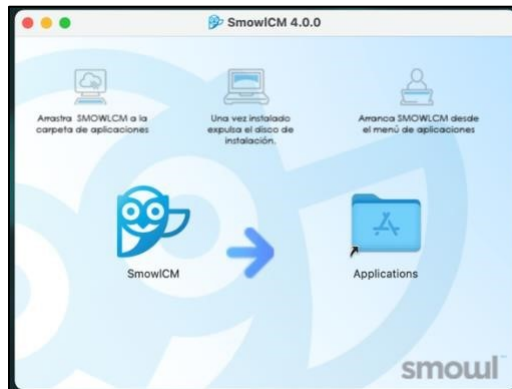 SmowlCM 4.0.0
Arrastra SMOWLCM a la
carpeta de aplicaciones
Una vez instalado
expulsa el disco de
instalación.
Arranca SMOWLCM desde
el menú de aplicaciones
SmowlCM
Applications
smowl